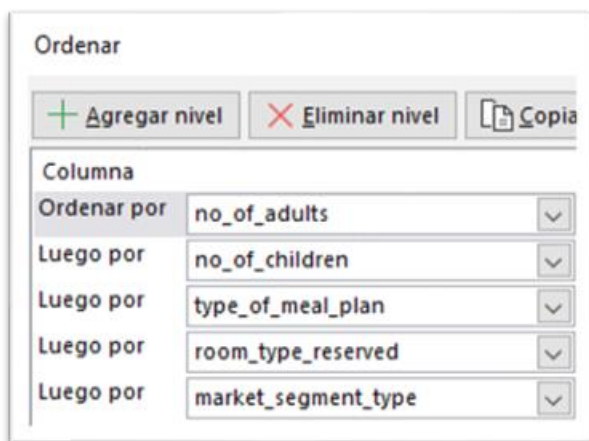 Ordenar
Agregar nivel Eliminar nivel Copia
Columna
Ordenar por no_of_adults
Luego por no_of_children
Luego por type_of_meal_plan
Luego por room_type_reserved
Luego por market_segment_type